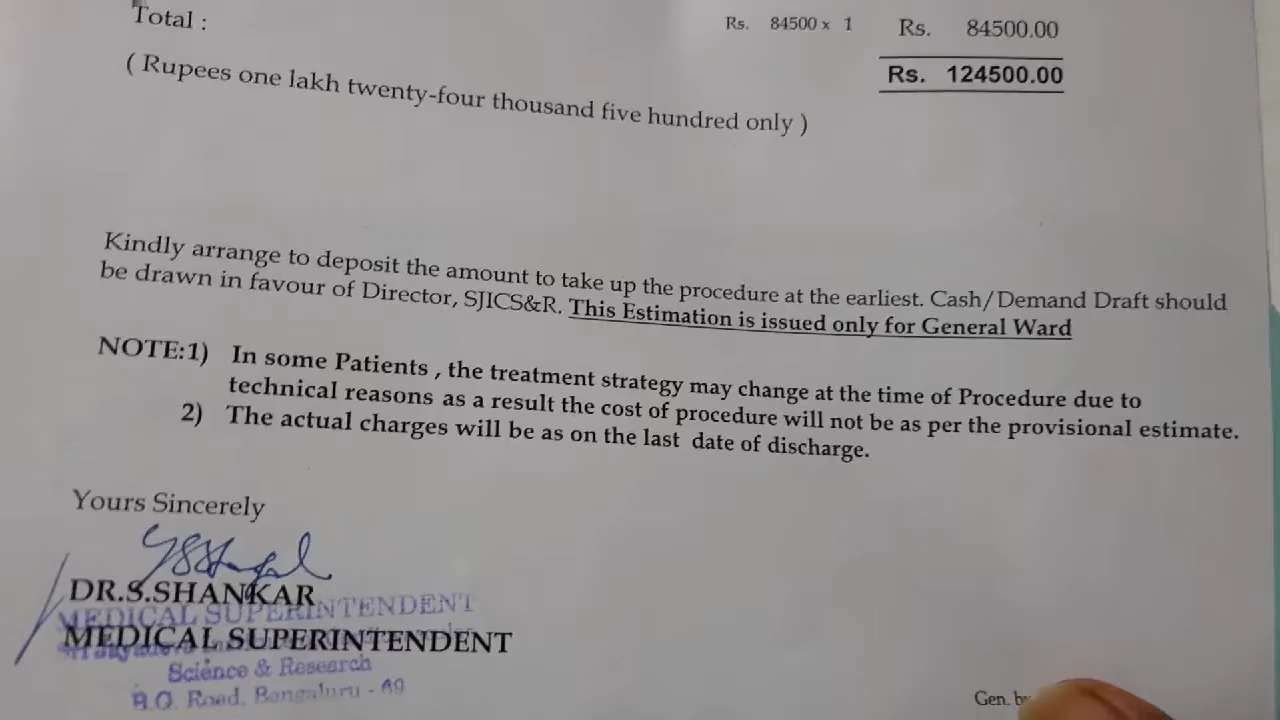 Total : Rs. 84500 x 1 Rs. 84500.00
Rs. 124500.00
( Rupees one lakh twenty-four thousand five hundred only )
Kindly arrange to deposit the amount to take up the procedure at the earliest. Cash/Demand Draft should
be drawn in favour of Director, SJICS&R. This Estimation is issued only for General Ward
NOTE:1) In some Patients , the treatment strategy may change at the time of Procedure due to
technical reasons as a result the cost of procedure will not be as per the provisional estimate.
2) The actual charges will be as on the last date of discharge.
Yours Sincerely
DR.S.SHANKAR
MEDICAL SUPERINTENDENT
MEDICAL SUPERINTENDENT
Science & Research
B.G. Road, Bengaluru - 69
Gen. by